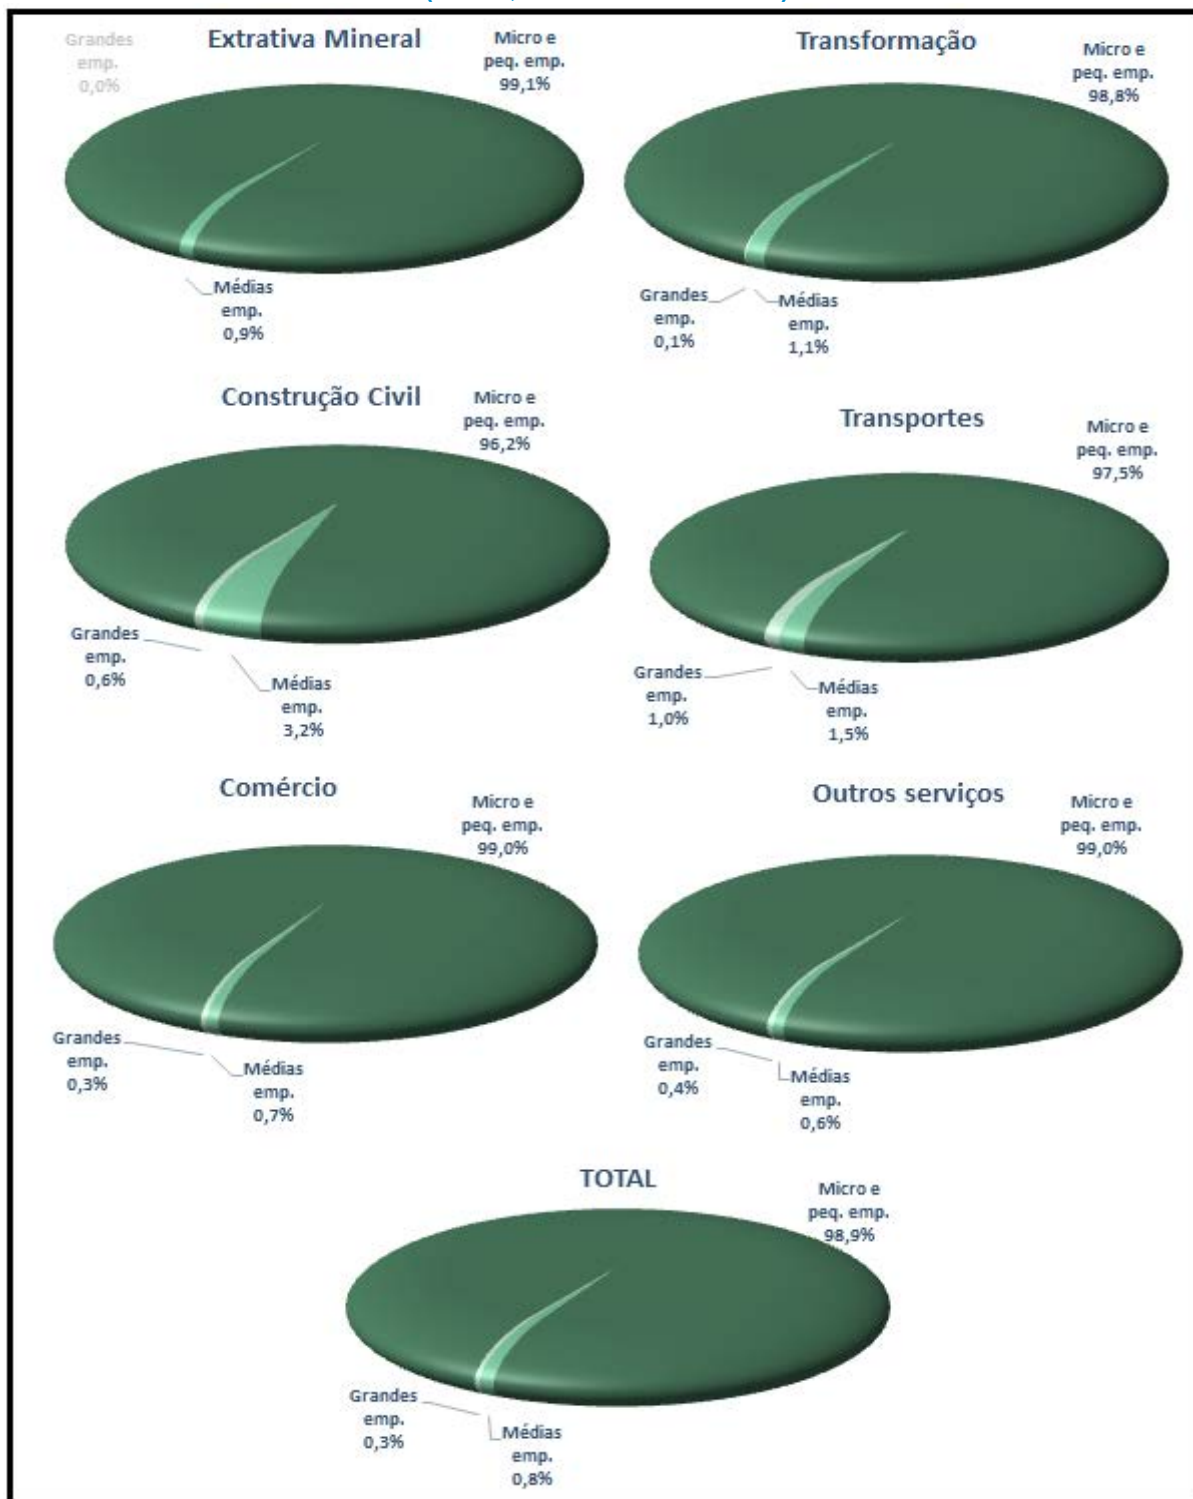 Extrativa Mineral
Grandes
emp.
0,0%
Micro e
peq. emp.
99,1%
Médias
emp.
0,9%
Transformação
Micro e
peq. emp.
98,8%
Grandes
emp.
0,1%
Médias
emp.
1,1%
Construção Civil
Micro e
peq. emp.
96,2%
Grandes
emp.
0,6%
Médias
emp.
3,2%
Transportes
Micro e
peq. emp.
97,5%
Grandes
emp.
1,0%
Médias
emp.
1,5%
Comércio
Micro e
peq. emp.
99,0%
Grandes
emp.
0,3%
Médias
emp.
0,7%
Outros serviços
Micro e
peq. emp.
99,0%
Grandes
emp.
0,4%
Médias
emp.
0,6%
TOTAL
Micro e
peq. emp.
98,9%
Grandes
emp.
0,3%
Médias
emp.
0,8%